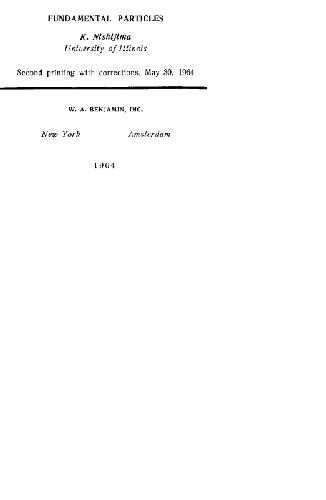 FUNDAMENTAL PARTICLES
K. Nishijima
University of Illinois
Second printing with corrections, May 30, 1964
W. A. BENJAMIN, INC.
New York Amsterdam
1964